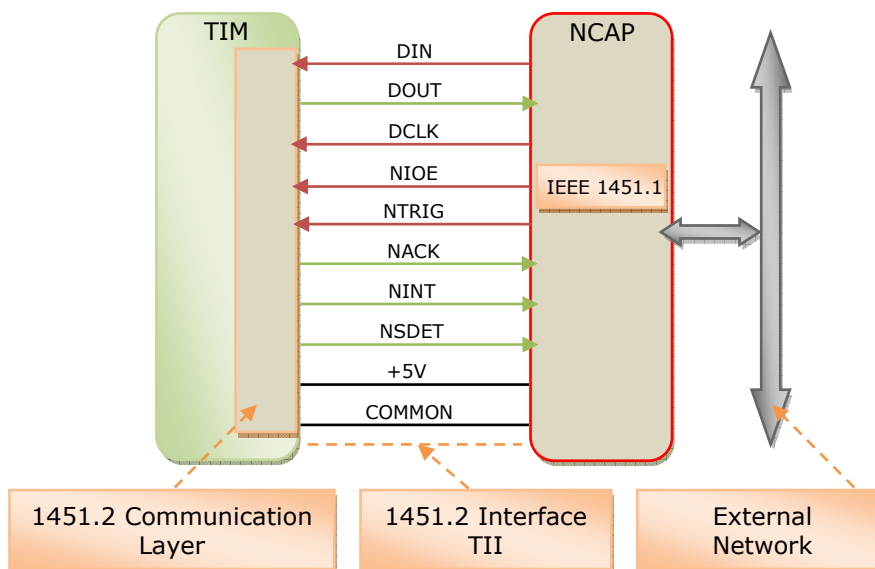 TIM
NCAP
DIN
DOUT
DCLK
NIOE
IEEE 1451.1
NTRIG
NACK
NINT
NSDET
+5V
COMMON
1451.2 Communication
Layer
1451.2 Interface
TII
External
Network